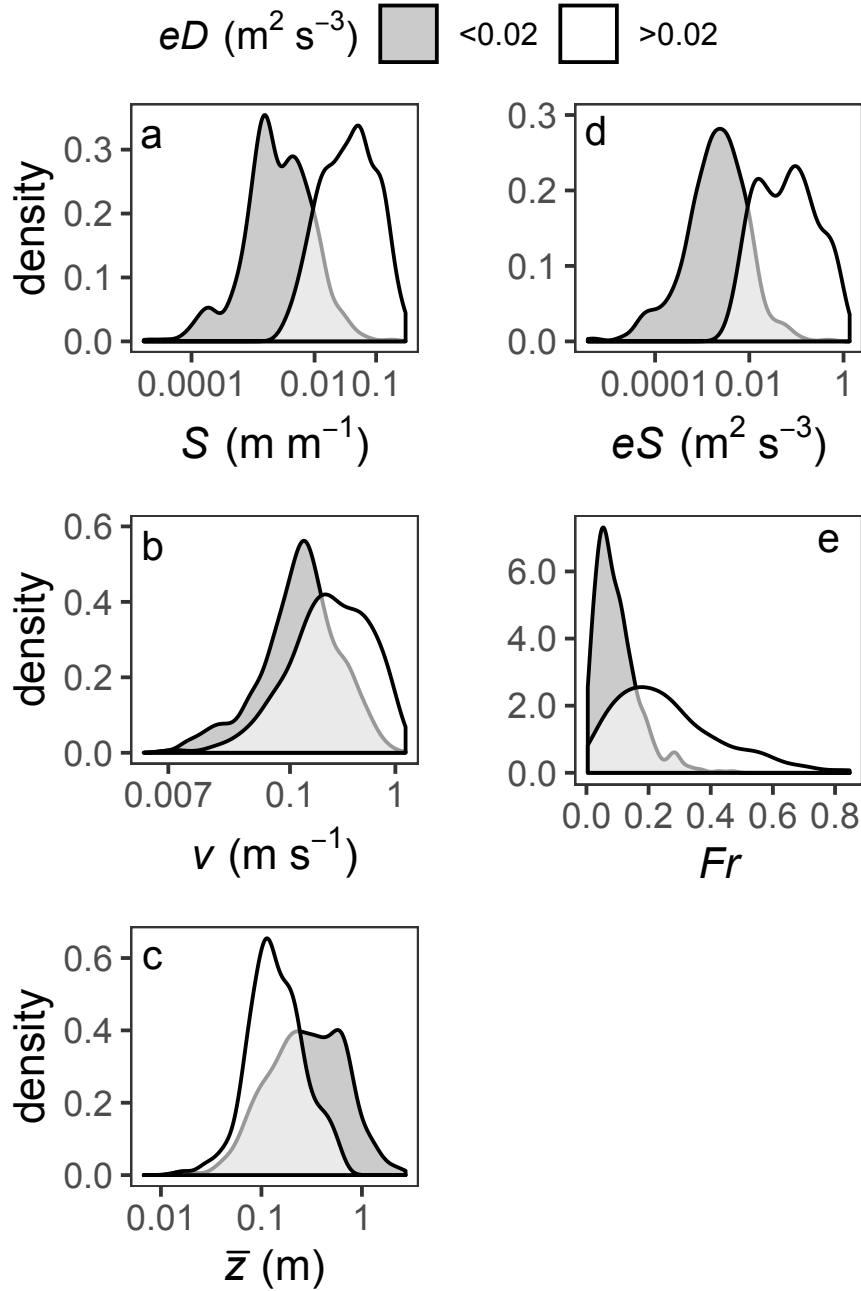 eD (m² s⁻³) <0.02 >0.02
a
density
0.3
0.2
0.1
0.0
0.0001 0.01 0.1
S (m m⁻¹)
d
0.3
0.2
0.1
0.0
0.0001 0.01 1
eS (m² s⁻³)
b
density
0.6
0.4
0.2
0.0
0.007 0.1 1
v (m s⁻¹)
e
6.0
4.0
2.0
0.0
0.0 0.2 0.4 0.6 0.8
Fr
c
density
0.6
0.4
0.2
0.0
0.01 0.1 1
z̅ (m)